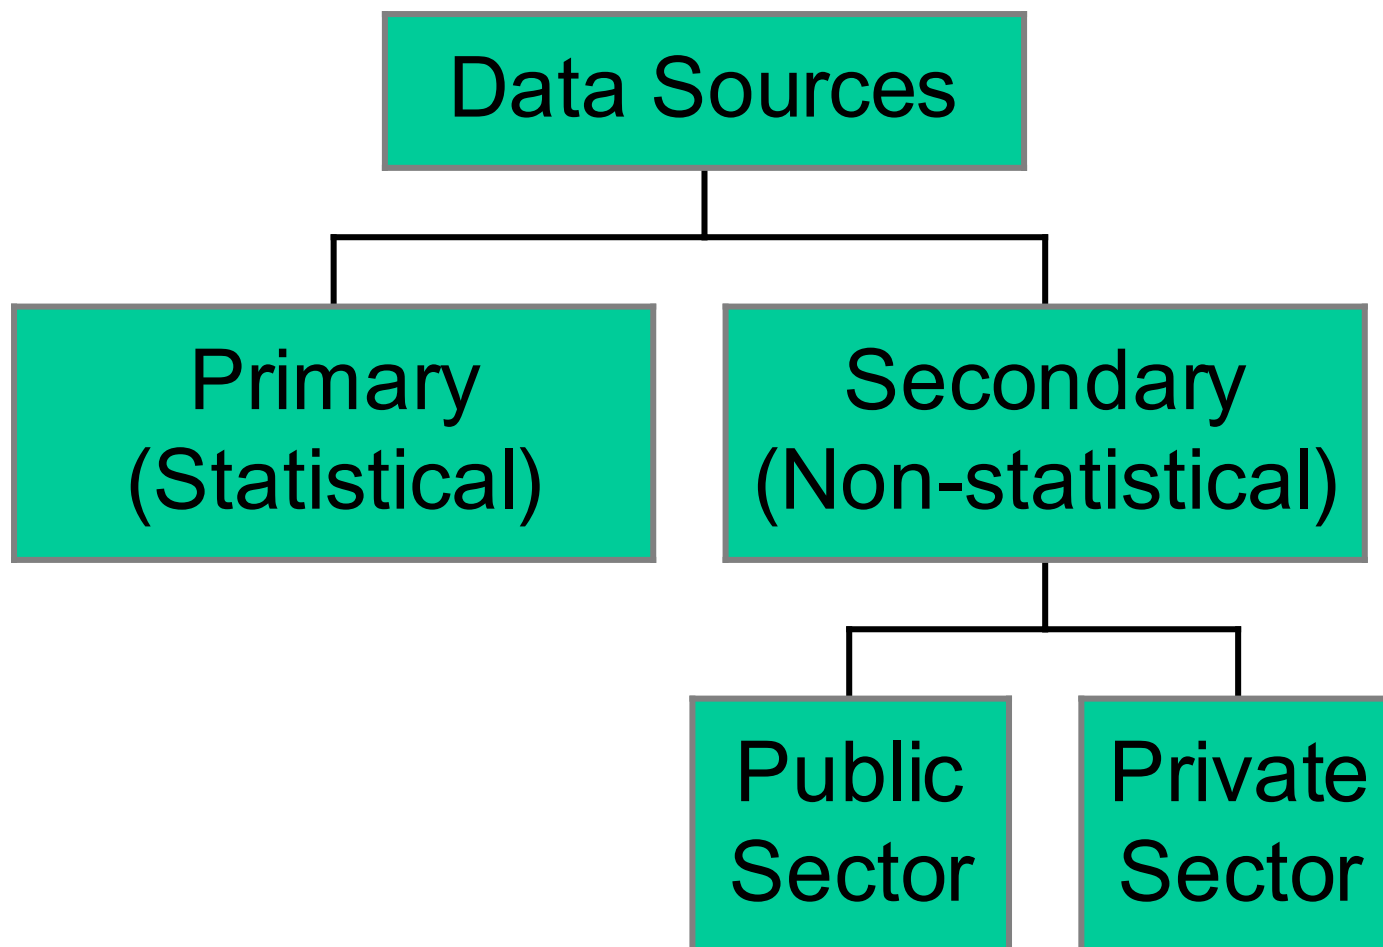 Data Sources
Primary
(Statistical)
Secondary
(Non-statistical)
Public
Sector
Private
Sector